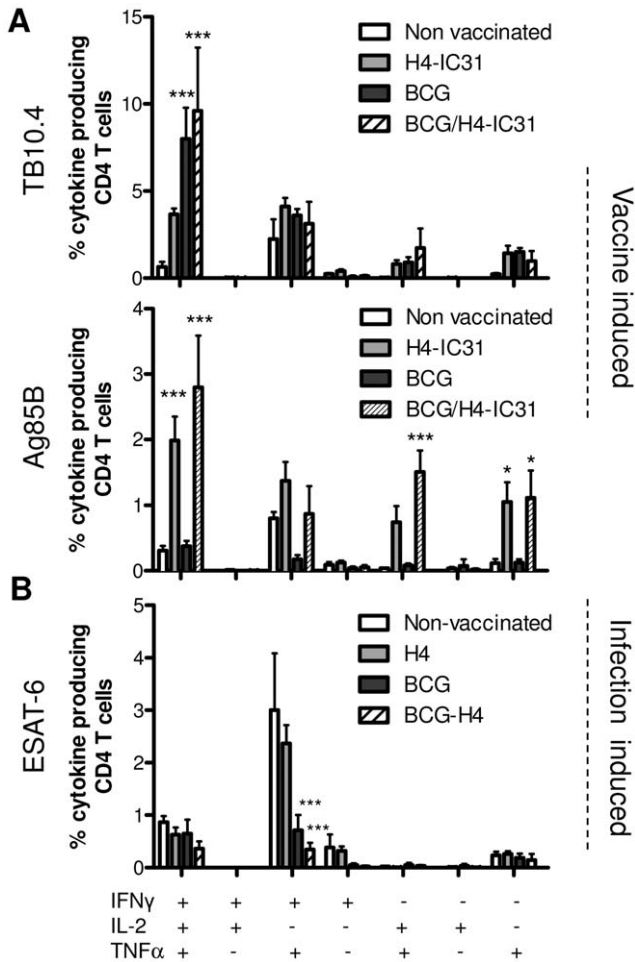 A
TB10.4
% cytokine producing
CD4 T cells
15
10
5
0
***
***
Non vaccinated
H4-IC31
BCG
BCG/H4-IC31
Vaccine induced
Ag85B
% cytokine producing
CD4 T cells
4
3
2
1
0
***
***
***
*
*
Non vaccinated
H4-IC31
BCG
BCG/H4-IC31
B
ESAT-6
% cytokine producing
CD4 T cells
5
4
3
2
1
0
***
***
Non-vaccinated
H4
BCG
BCG-H4
Infection induced
IFNγ + + + + - - -
IL-2 + + - - + + -
TNFα + - + - + - +